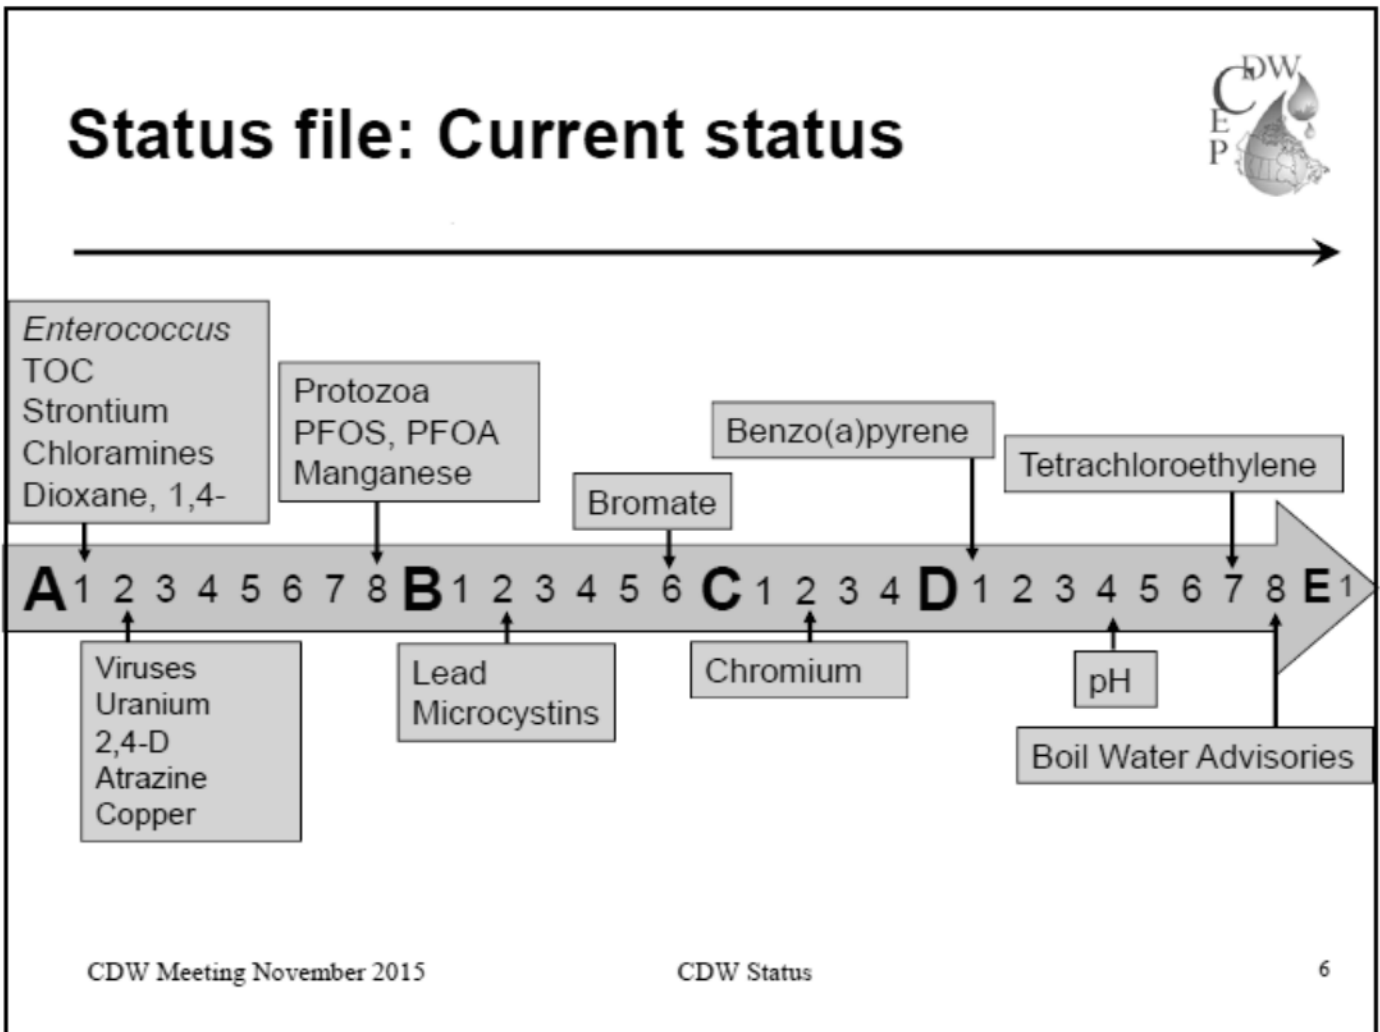 CDW
E
P
Status file: Current status
Enterococcus
TOC
Strontium
Chloramines
Dioxane, 1,4-
Protozoa
PFOS, PFOA
Manganese
Bromate
Benzo(a)pyrene
Tetrachloroethylene
A 1 2 3 4 5 6 7 8 B 1 2 3 4 5 6 C 1 2 3 4 D 1 2 3 4 5 6 7 8 E 1
Viruses
Uranium
2,4-D
Atrazine
Copper
Lead
Microcystins
Chromium
pH
Boil Water Advisories
CDW Meeting November 2015
CDW Status
6